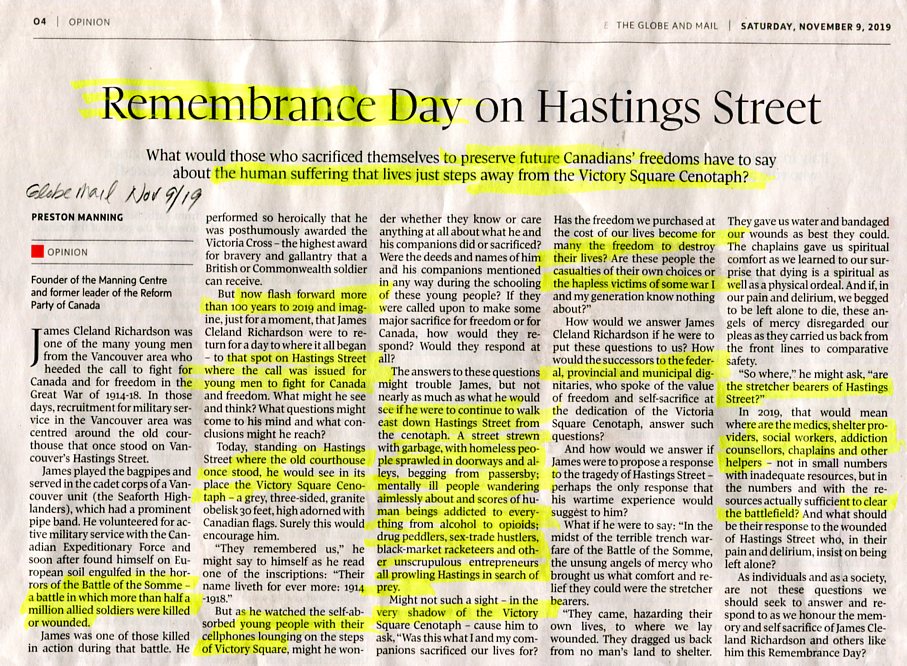 04 | OPINION
THE GLOBE AND MAIL | SATURDAY, NOVEMBER 9, 2019
Remembrance Day on Hastings Street
What would those who sacrificed themselves to preserve future Canadians' freedoms have to say
about the human suffering that lives just steps away from the Victory Square Cenotaph?
Globe Mail Nov 9/19
PRESTON MANNING
OPINION
Founder of the Manning Centre
and former leader of the Reform
Party of Canada
James Cleland Richardson was
one of the many young men
from the Vancouver area who
heeded the call to fight for
Canada and for freedom in the
Great War of 1914-18. In those
days, recruitment for military ser-
vice in the Vancouver area was
centred around the old cour-
thouse that once stood on Van-
couver's Hastings Street.
James played the bagpipes and
served in the cadet corps of a Van-
couver unit (the Seaforth High-
landers), which had a prominent
pipe band. He volunteered for ac-
tive military service with the Can-
adian Expeditionary Force and
soon after found himself on Eu-
ropean soil engulfed in the hor-
rors of the Battle of the Somme –
a battle in which more than half a
million allied soldiers were killed
or wounded.
James was one of those killed
in action during that battle. He
performed so heroically that he
was posthumously awarded the
Victoria Cross – the highest award
for bravery and gallantry that a
British or Commonwealth soldier
can receive.
But now flash forward more
than 100 years to 2019 and imag-
ine, just for a moment, that James
Cleland Richardson were to re-
turn for a day to where it all began
– to that spot on Hastings Street
where the call was issued for
young men to fight for Canada
and freedom. What might he see
and think? What questions might
come to his mind and what con-
clusions might he reach?
Today, standing on Hastings
Street where the old courthouse
once stood, he would see in its
place the Victory Square Ceno-
taph – a grey, three-sided, granite
obelisk 30 feet, high adorned with
Canadian flags. Surely this would
encourage him.
"They remembered us," he
might say to himself as he read
one of the inscriptions: "Their
name liveth for ever more: 1914
-1918."
But as he watched the self-ab-
sorbed young people with their
cellphones lounging on the steps
of Victory Square, might he won-
der whether they know or care
anything at all about what he and
his companions did or sacrificed?
Were the deeds and names of him
and his companions mentioned
in any way during the schooling
of these young people? If they
were called upon to make some
major sacrifice for freedom or for
Canada, how would they re-
spond? Would they respond at
all?
The answers to these questions
might trouble James, but not
nearly as much as what he would
see if he were to continue to walk
east down Hastings Street from
the cenotaph. A street strewn
with garbage, with homeless peo-
ple sprawled in doorways and al-
leys, begging from passersby;
mentally ill people wandering
aimlessly about and scores of hu-
man beings addicted to every-
thing from alcohol to opioids;
drug peddlers, sex-trade hustlers,
black-market racketeers and oth-
er unscrupulous entrepreneurs
all prowling Hastings in search of
prey.
Might not such a sight – in the
very shadow of the Victory
Square Cenotaph – cause him to
ask, "Was this what I and my com-
panions sacrificed our lives for?
Has the freedom we purchased at
the cost of our lives become for
many the freedom to destroy
their lives? Are these people the
casualties of their own choices or
the hapless victims of some war I
and my generation know nothing
about?"
How would we answer James
Cleland Richardson if he were to
put these questions to us? How
would the successors to the feder-
al, provincial and municipal dig-
nitaries, who spoke of the value
of freedom and self-sacrifice at
the dedication of the Victoria
Square Cenotaph, answer such
questions?
And how would we answer if
James were to propose a response
to the tragedy of Hastings Street –
perhaps the only response that
his wartime experience would
suggest to him?
What if he were to say: "In the
midst of the terrible trench war-
fare of the Battle of the Somme,
the unsung angels of mercy who
brought us what comfort and re-
lief they could were the stretcher
bearers.
"They came, hazarding their
own lives, to where we lay
wounded. They dragged us back
from no man's land to shelter.
They gave us water and bandaged
our wounds as best they could.
The chaplains gave us spiritual
comfort as we learned to our sur-
prise that dying is a spiritual as
well as a physical ordeal. And if, in
our pain and delirium, we begged
to be left alone to die, these an-
gels of mercy disregarded our
pleas as they carried us back from
the front lines to comparative
safety.
"So where," he might ask, "are
the stretcher bearers of Hastings
Street?"
In 2019, that would mean
where are the medics, shelter pro-
viders, social workers, addiction
counsellors, chaplains and other
helpers – not in small numbers
with inadequate resources, but in
the numbers and with the re-
sources actually sufficient to clear
the battlefield? And what should
be their response to the wounded
of Hastings Street who, in their
pain and delirium, insist on being
left alone?
As individuals and as a society,
are not these questions we
should seek to answer and re-
spond to as we honour the mem-
ory and self sacrifice of James Cle-
land Richardson and others like
him this Remembrance Day?